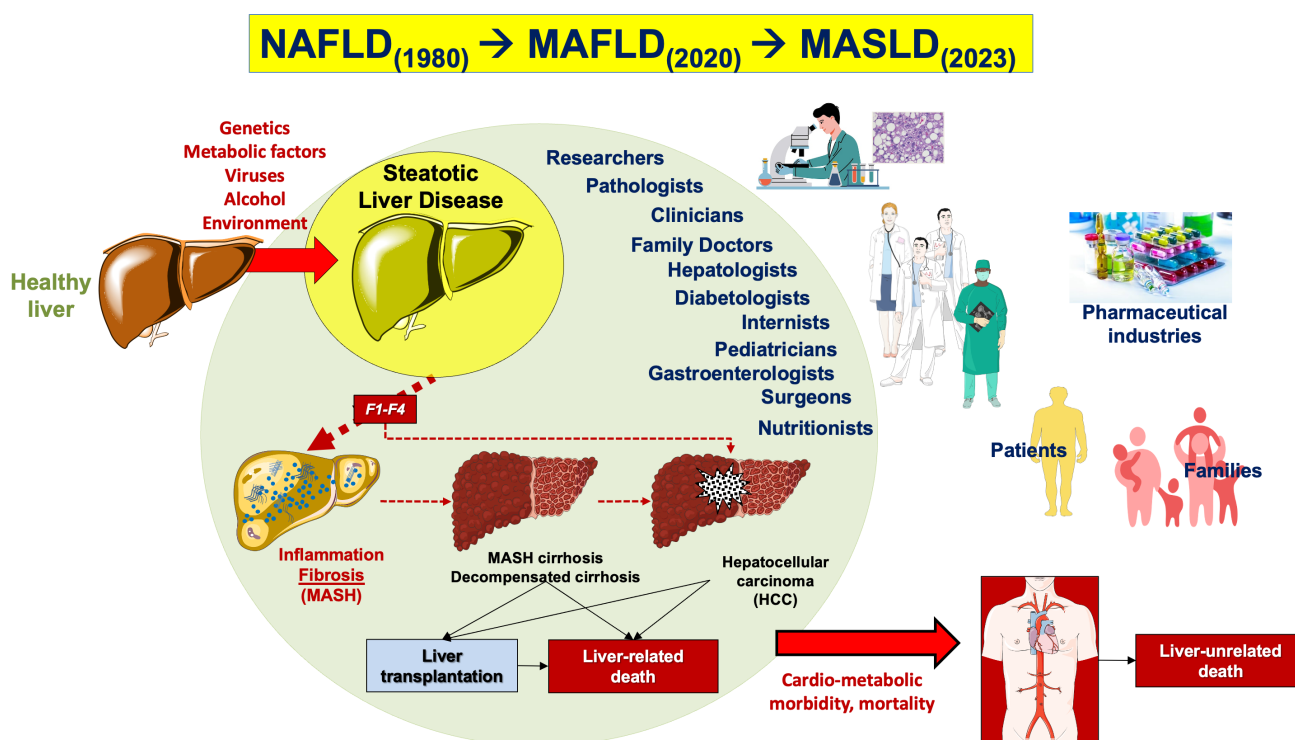 NAFLD(1980) → MAFLD(2020) → MASLD(2023)
Genetics
Metabolic factors
Viruses
Alcohol
Environment
Healthy
liver
Steatotic
Liver Disease
Researchers
Pathologists
Clinicians
Family Doctors
Hepatologists
Diabetologists
Internists
Pediatricians
Gastroenterologists
Surgeons
Nutritionists
Pharmaceutical
industries
Patients
Families
F1-F4
Inflammation
Fibrosis
(MASH)
MASH cirrhosis
Decompensated cirrhosis
Hepatocellular
carcinoma
(HCC)
Liver
transplantation
Liver-related
death
Cardio-metabolic
morbidity, mortality
Liver-unrelated
death